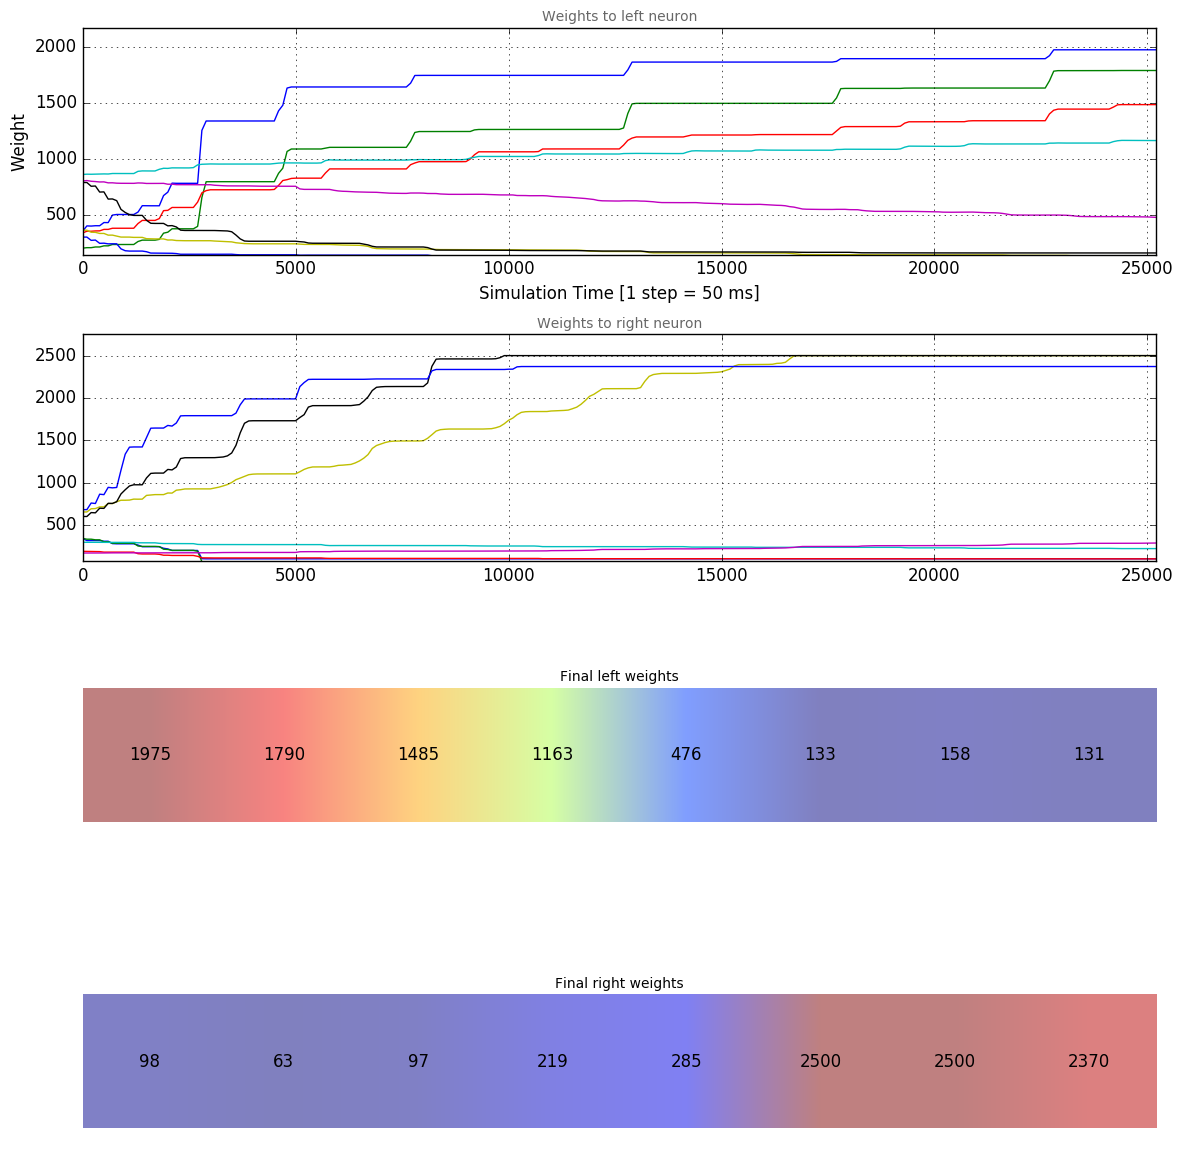 Weights to left neuron
2000
1500
1000
500
Weight
0 5000 10000 15000 20000 25000
Simulation Time [1 step = 50 ms]
Weights to right neuron
2500
2000
1500
1000
500
0 5000 10000 15000 20000 25000
Final left weights
1975 1790 1485 1163 476 133 158 131
Final right weights
98 63 97 219 285 2500 2500 2370